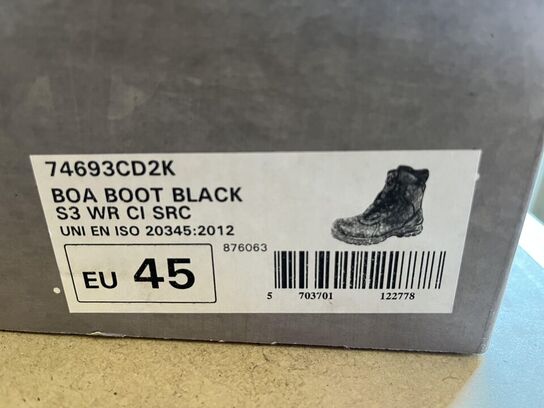 74693CD2K
BOA BOOT BLACK
S3 WR CI SRC
UNI EN ISO 20345:2012
876063
EU 45
5 703701 122778